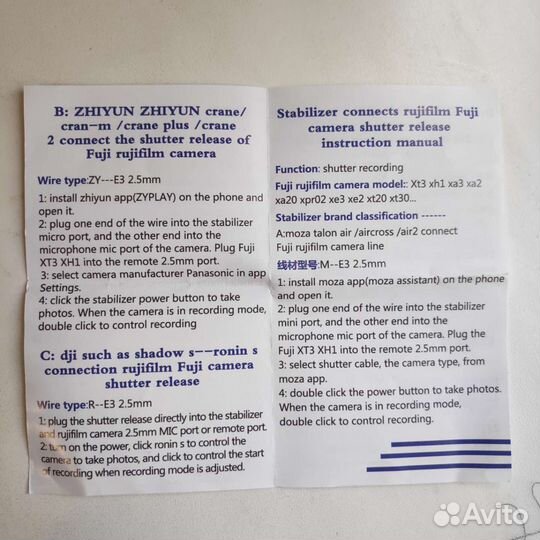 B: ZHIYUN ZHIYUN crane/
cran-m /crane plus /crane
2 connect the shutter release of
Fuji rujifilm camera
Wire type:ZY---E3 2.5mm
1: install zhiyun app(ZYPLAY) on the phone and
open it.
2: plug one end of the wire into the stabilizer
micro port, and the other end into the
microphone mic port of the camera. Plug Fuji
XT3 XH1 into the remote 2.5mm port.
3: select camera manufacturer Panasonic in app
Settings.
4: click the stabilizer power button to take
photos. When the camera is in recording mode,
double click to control recording
C: dji such as shadow s--ronin s
connection rujifilm Fuji camera
shutter release
Wire type:R--E3 2.5mm
1: plug the shutter release directly into the stabilizer
and rujifilm camera 2.5mm MIC port or remote port.
2: turn on the power, click ronin s to control the
camera to take photos, and click to control the start
of recording when recording mode is adjusted.
Stabilizer connects rujifilm Fuji
camera shutter release
instruction manual
Function: shutter recording
Fuji rujifilm camera model:: Xt3 xh1 xa3 xa2
xa20 xpr02 xe3 xe2 xt20 xt30...
Stabilizer brand classification ------
A:moza talon air /aircross /air2 connect
Fuji rujifilm camera line
线材型号:M--E3 2.5mm
1: install moza app(moza assistant) on the phone
and open it.
2: plug one end of the wire into the stabilizer
mini port, and the other end into the
microphone mic port of the camera. Plug the
Fuji XT3 XH1 into the remote 2.5mm port.
3: select shutter cable, the camera type, from
moza app.
4: double click the power button to take photos.
When the camera is in recording mode,
double click to control recording.
Avito